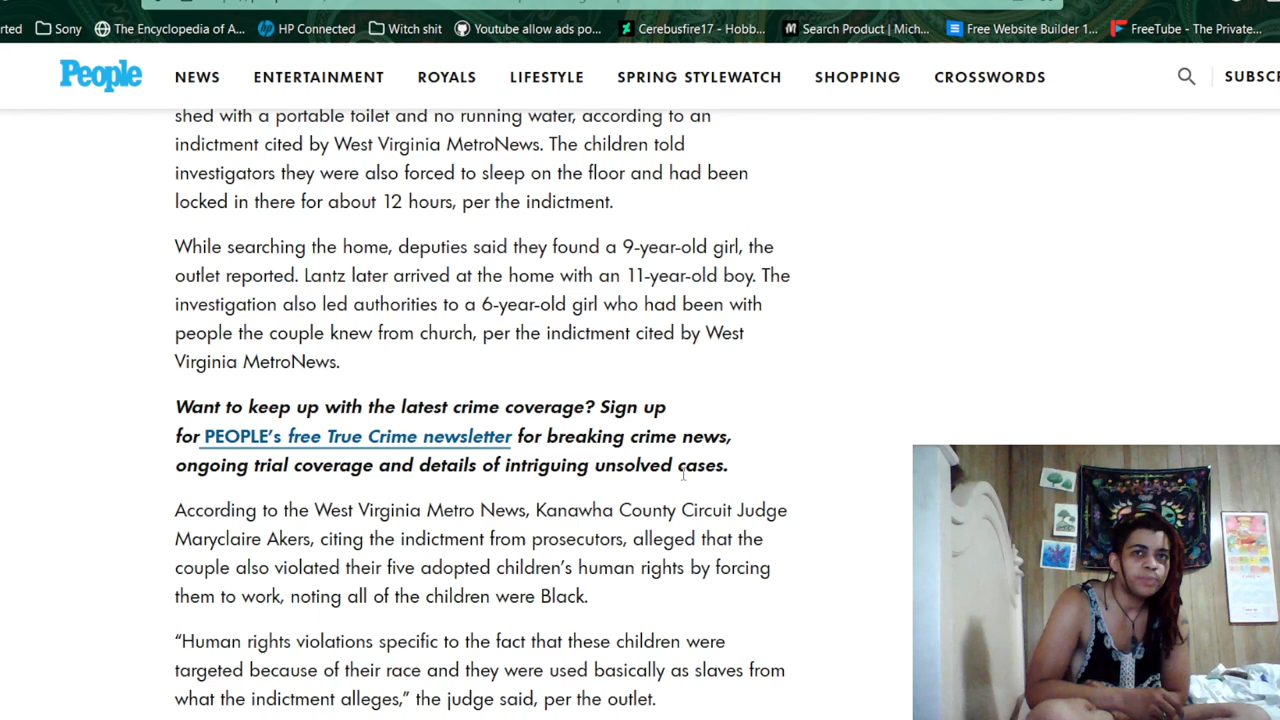 rted
Sony
The Encyclopedia of A...
HP Connected
Witch shit
Youtube allow ads po...
Cerebusfire17 - Hobb...
Search Product | Mich...
Free Website Builder 1...
FreeTube - The Private...
People
NEWS
ENTERTAINMENT
ROYALS
LIFESTYLE
SPRING STYLEWATCH
SHOPPING
CROSSWORDS
SUBSC
shed with a portable toilet and no running water, according to an
indictment cited by West Virginia MetroNews. The children told
investigators they were also forced to sleep on the floor and had been
locked in there for about 12 hours, per the indictment.
While searching the home, deputies said they found a 9-year-old girl, the
outlet reported. Lantz later arrived at the home with an 11-year-old boy. The
investigation also led authorities to a 6-year-old girl who had been with
people the couple knew from church, per the indictment cited by West
Virginia MetroNews.
Want to keep up with the latest crime coverage? Sign up
for PEOPLE's free True Crime newsletter for breaking crime news,
ongoing trial coverage and details of intriguing unsolved cases.
According to the West Virginia Metro News, Kanawha County Circuit Judge
Maryclaire Akers, citing the indictment from prosecutors, alleged that the
couple also violated their five adopted children's human rights by forcing
them to work, noting all of the children were Black.
“Human rights violations specific to the fact that these children were
targeted because of their race and they were used basically as slaves from
what the indictment alleges,” the judge said, per the outlet.